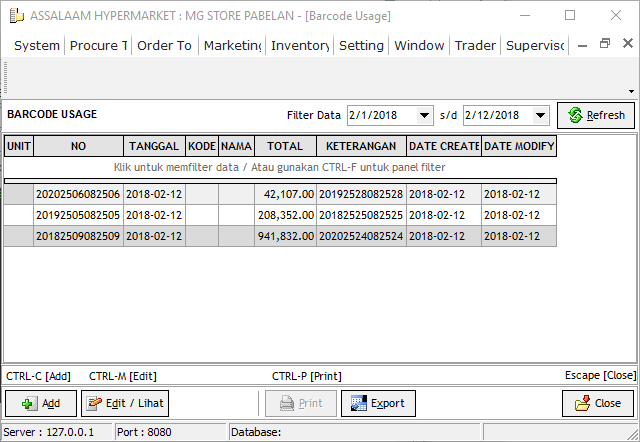 ASSALAAM HYPERMARKET : MG STORE PABELAN - [Barcode Usage]
System Procure T Order To Marketing Inventory Setting Window Trader Supervisc
BARCODE USAGE Filter Data 2/1/2018 s/d 2/12/2018 Refresh
UNIT NO TANGGAL KODE NAMA TOTAL KETERANGAN DATE CREATE DATE MODIFY
Klik untuk memfilter data / Atau gunakan CTRL-F untuk panel filter
20202506082506 2018-02-12 42,107.00 20192528082528 2018-02-12 2018-02-12
20192505082505 2018-02-12 208,352.00 20182525082525 2018-02-12 2018-02-12
20182509082509 2018-02-12 941,832.00 20202524082524 2018-02-12 2018-02-12
CTRL-C [Add] CTRL-M [Edit] CTRL-P [Print] Escape [Close]
Add Edit / Lihat Print Export Close
Server : 127.0.0.1 Port : 8080 Database: